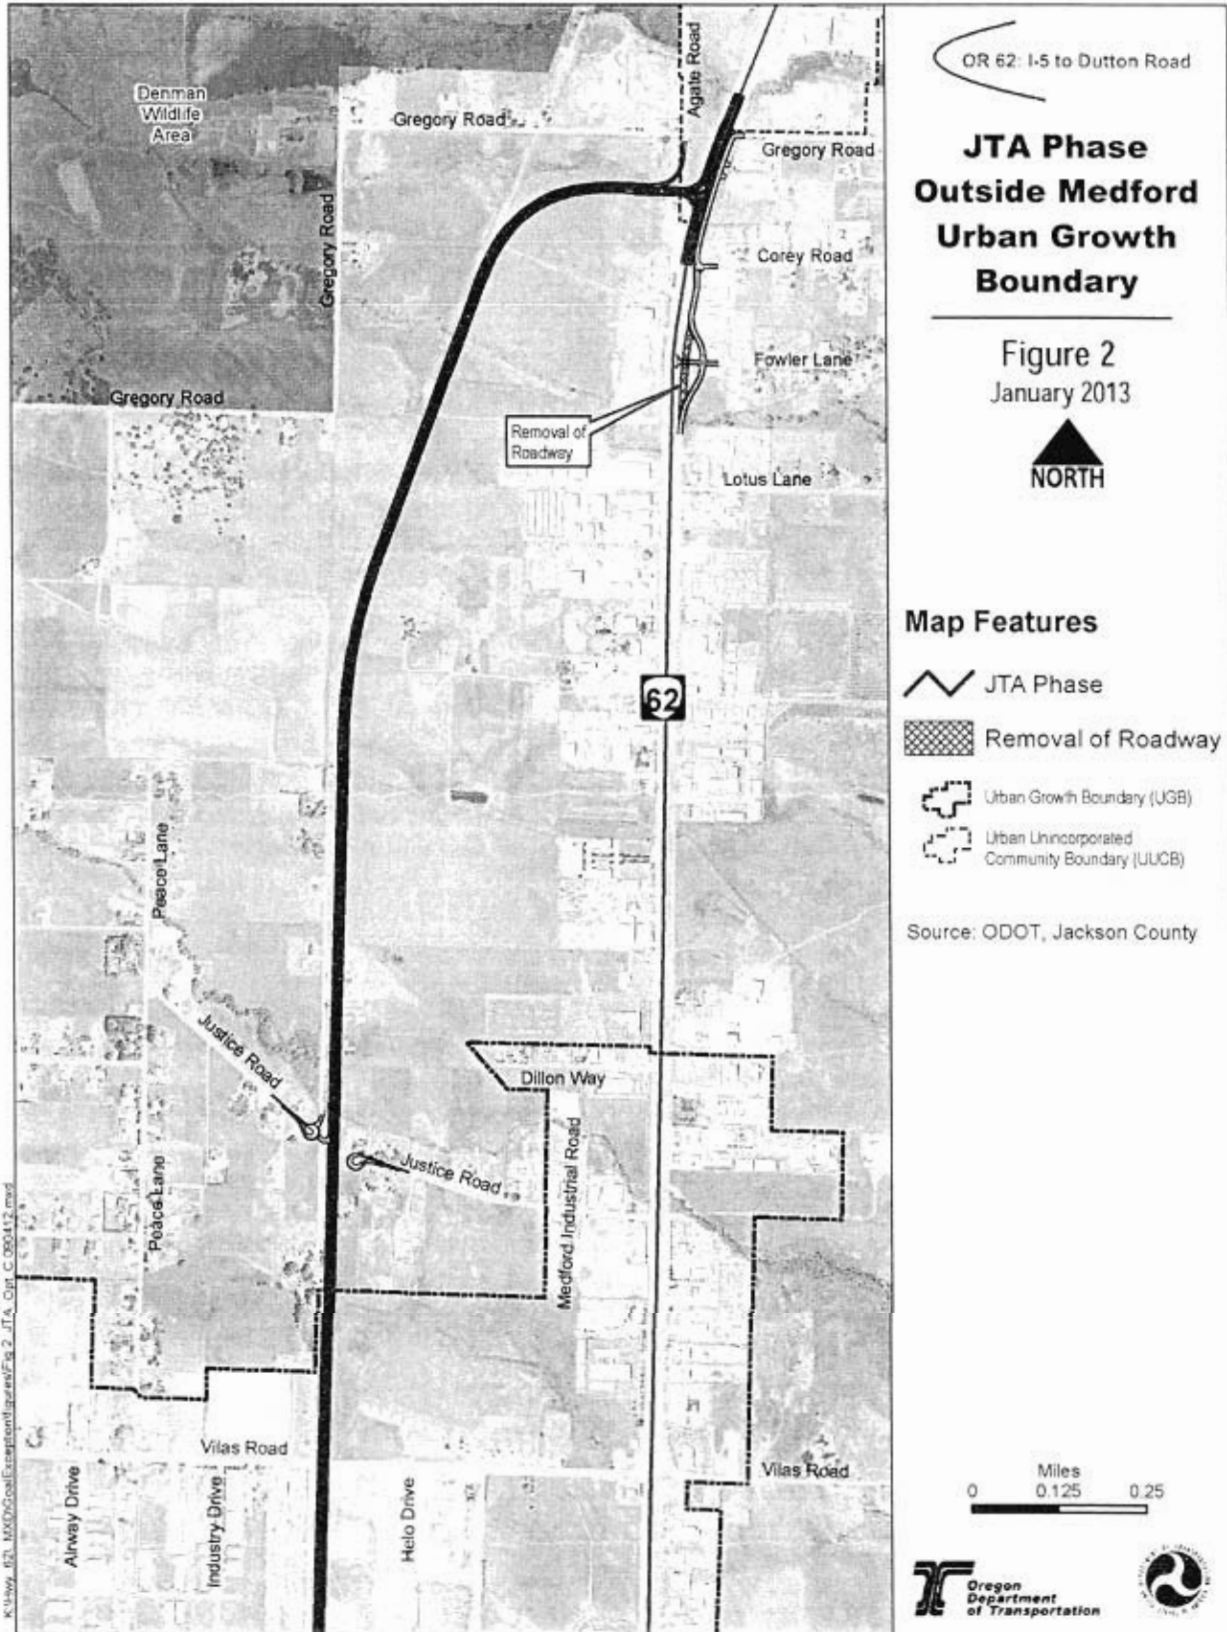 Denman
Wildlife
Area
Gregory Road
Agate Road
Gregory Road
Gregory Road
Corey Road
Fowler Lane
Gregory Road
Removal of
Roadway
Lotus Lane
62
Peace Lane
Justice Road
Dillon Way
Justice Road
Peace Lane
Medford Industrial Road
Vilas Road
Vilas Road
Airway Drive
Industry Drive
Helo Drive
OR 62: I-5 to Dutton Road
JTA Phase
Outside Medford
Urban Growth
Boundary
Figure 2
January 2013
NORTH
Map Features
JTA Phase
Removal of Roadway
Urban Growth Boundary (UGB)
Urban Unincorporated
Community Boundary (UUCB)
Source: ODOT, Jackson County
Miles
0 0.125 0.25
Oregon
Department
of Transportation